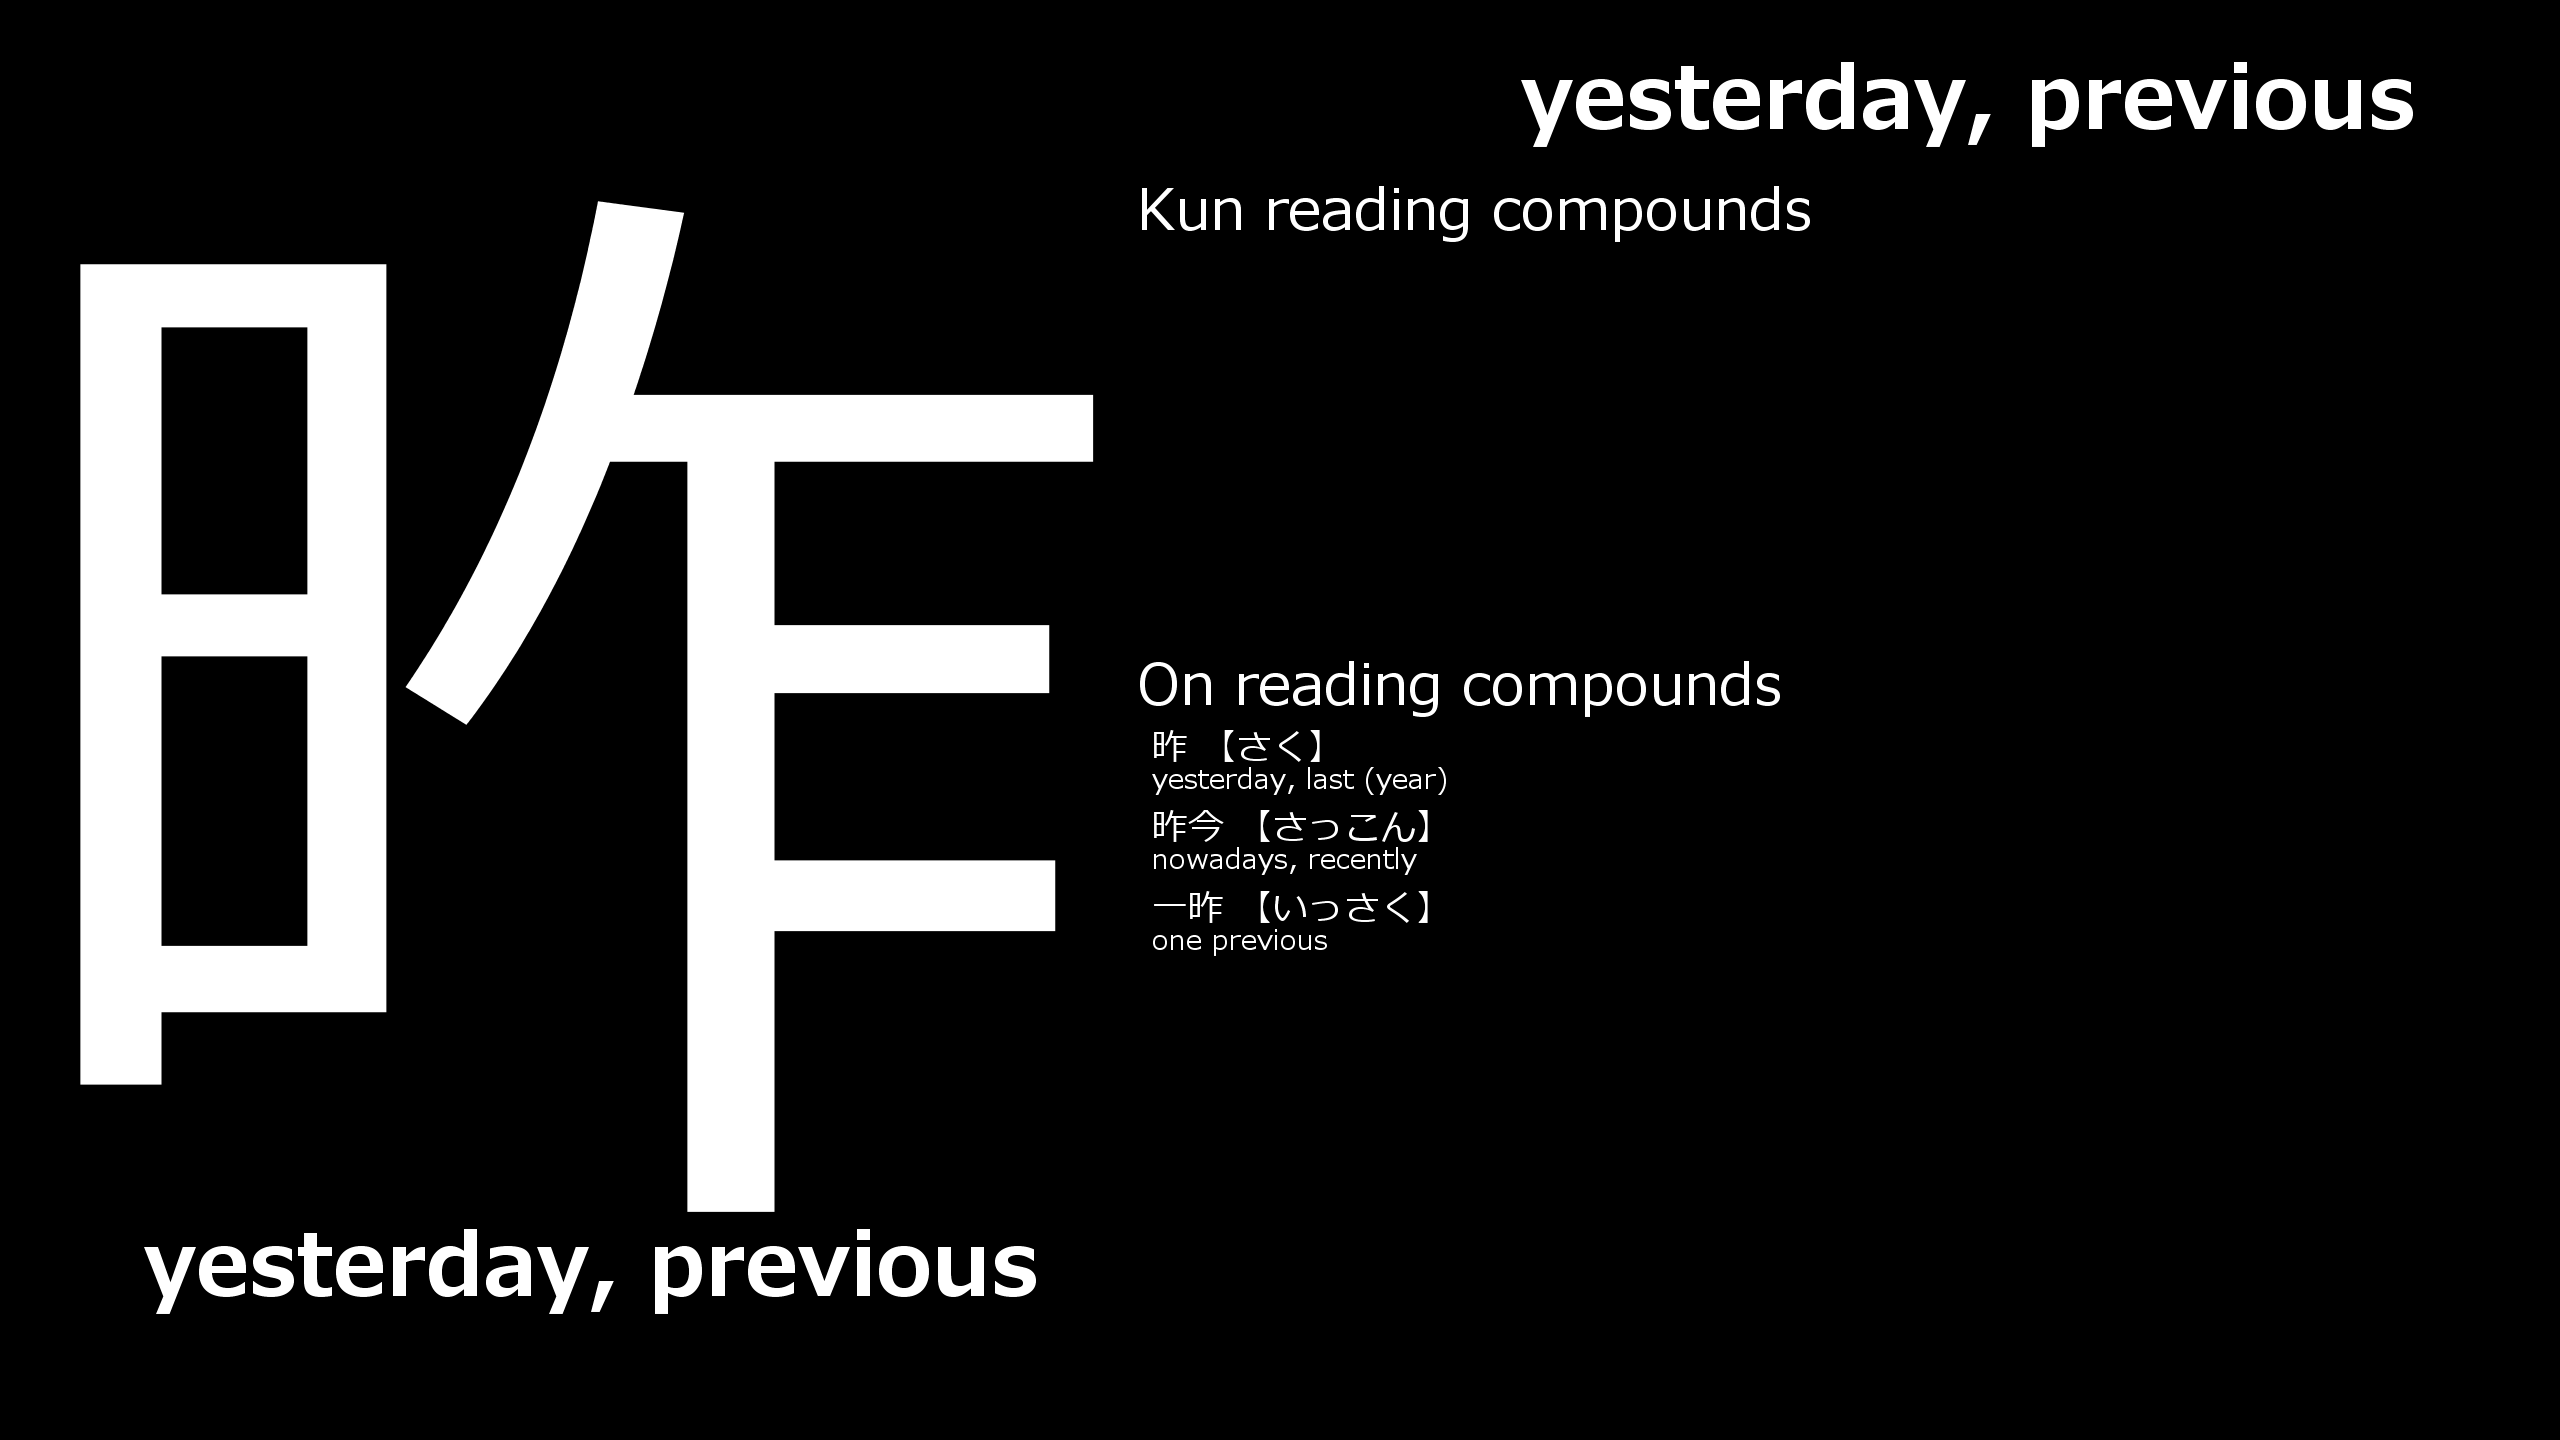 昨
yesterday, previous
yesterday, previous
Kun reading compounds
On reading compounds
昨 【さく】
yesterday, last (year)
昨今 【さっこん】
nowadays, recently
一昨 【いっさく】
one previous